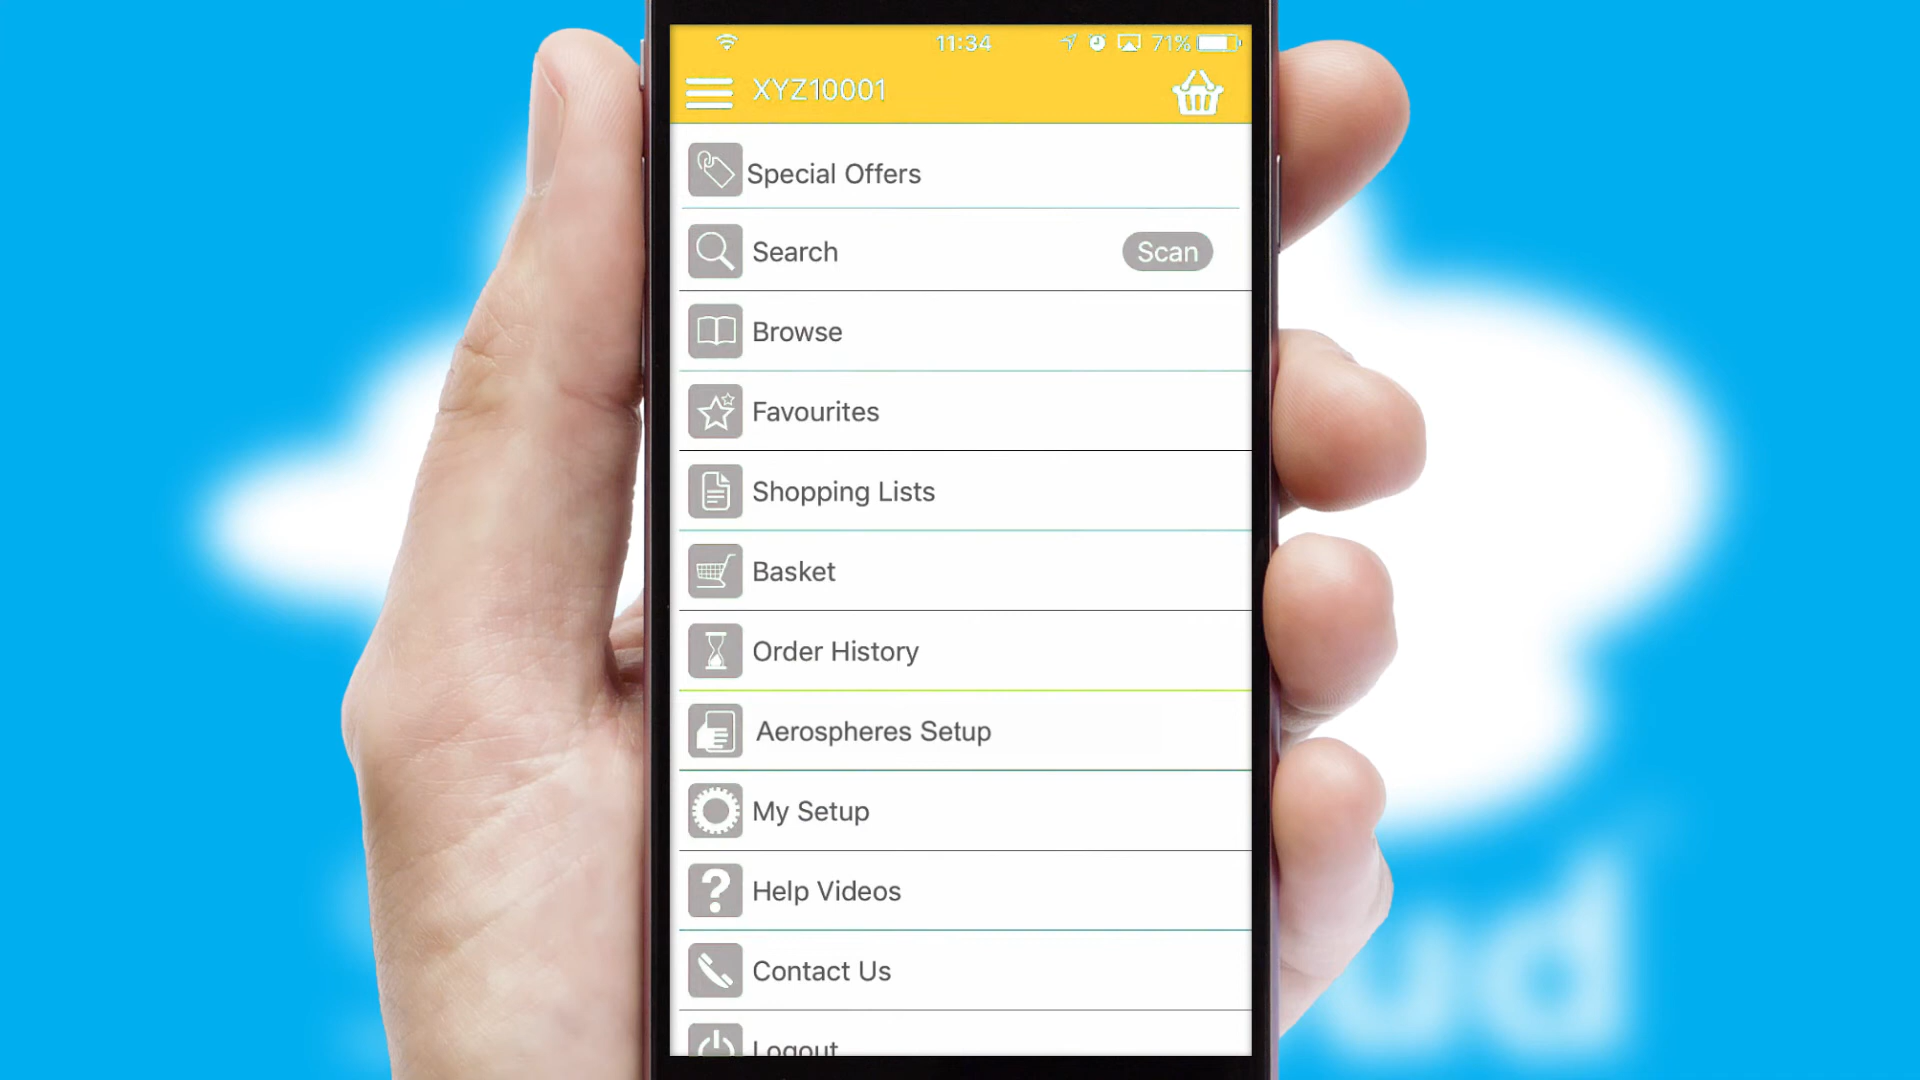 11:34
71%
XYZ10001
Special Offers
Search
Scan
Browse
Favourites
Shopping Lists
Basket
Order History
Aerospheres Setup
My Setup
Help Videos
Contact Us
Logout